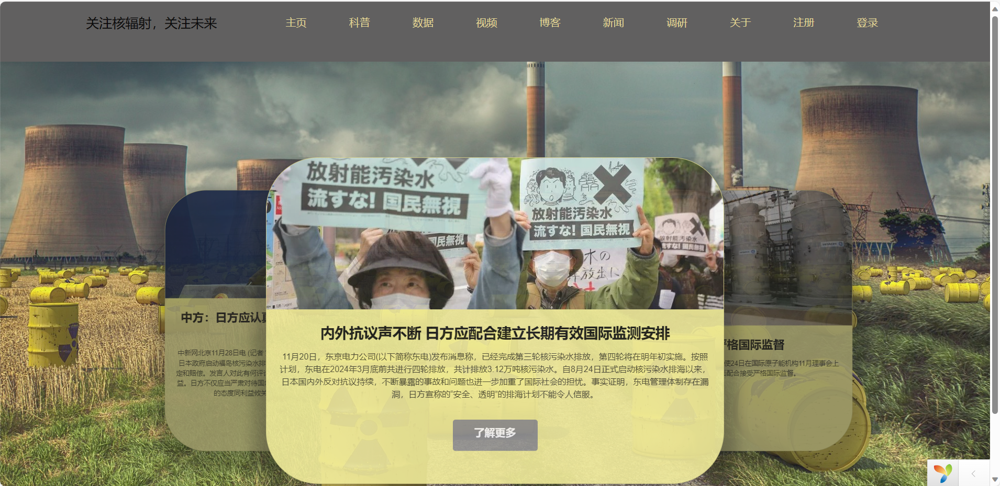 关注核辐射，关注未来
主页 科普 数据 视频 博客 新闻 调研 关于 注册 登录
放射能汚染水
流すな! 国民無視
放射能汚染水
流すな! 国民無視
国民無視
木の
放出に
HITACHI
HITACHI
中方：日方应认真
中新网北京11月28日电 (记者
日本政府启动福岛核污染水排
定和赔偿。发言人对此有何评
益。日方不仅应当严肃对待国
的态度同利益攸关
内外抗议声不断 日方应配合建立长期有效国际监测安排
11月20日，东京电力公司(以下简称东电)发布消息称，已经完成第三轮核污染水排放，第四轮将在明年初实施。按照
计划，东电在2024年3月底前共进行四轮排放，共计排放3.12万吨核污染水。自8月24日正式启动核污染水排海以来，
日本国内外反对抗议持续，不断暴露的事故和问题也进一步加重了国际社会的担忧。事实证明，东电管理体制存在漏
洞，日方宣称的“安全、透明”的排海计划不能令人信服。
了解更多
严格国际监督
使24日在国际原子能机构11月理事会上
配合接受严格国际监督。